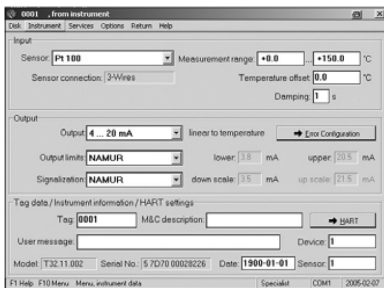 0001 , from instrument
Disk Instrument Services Options Return Help
Input
Sensor: Pt 100 Measurement range: +0.0 ... +150.0 °C
Sensor connection: 3-Wires Temperature offset: 0.0 °C
Damping: 1 s
Output
Output: 4 ... 20 mA linear to temperature Error Configuration
Output limits: NAMUR lower: 3.8 mA upper: 20.5 mA
Signalization: NAMUR down scale: 3.5 mA up scale: 21.5 mA
Tag data / Instrument information / HART settings
Tag: 0001 M&C description: HART
User message: Device: 1
Model: T32.11.002 Serial No.: 5 7D70 00028226 Date: 1900-01-01 Sensor: 1
F1 Help F10 Menu Menu, instrument data Specialist COM1 2005-02-07